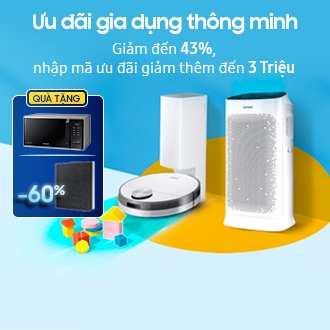 Ưu đãi gia dụng thông minh
Giảm đến 43%,
nhập mã ưu đãi giảm thêm đến 3 Triệu
QUÀ TẶNG
-60%